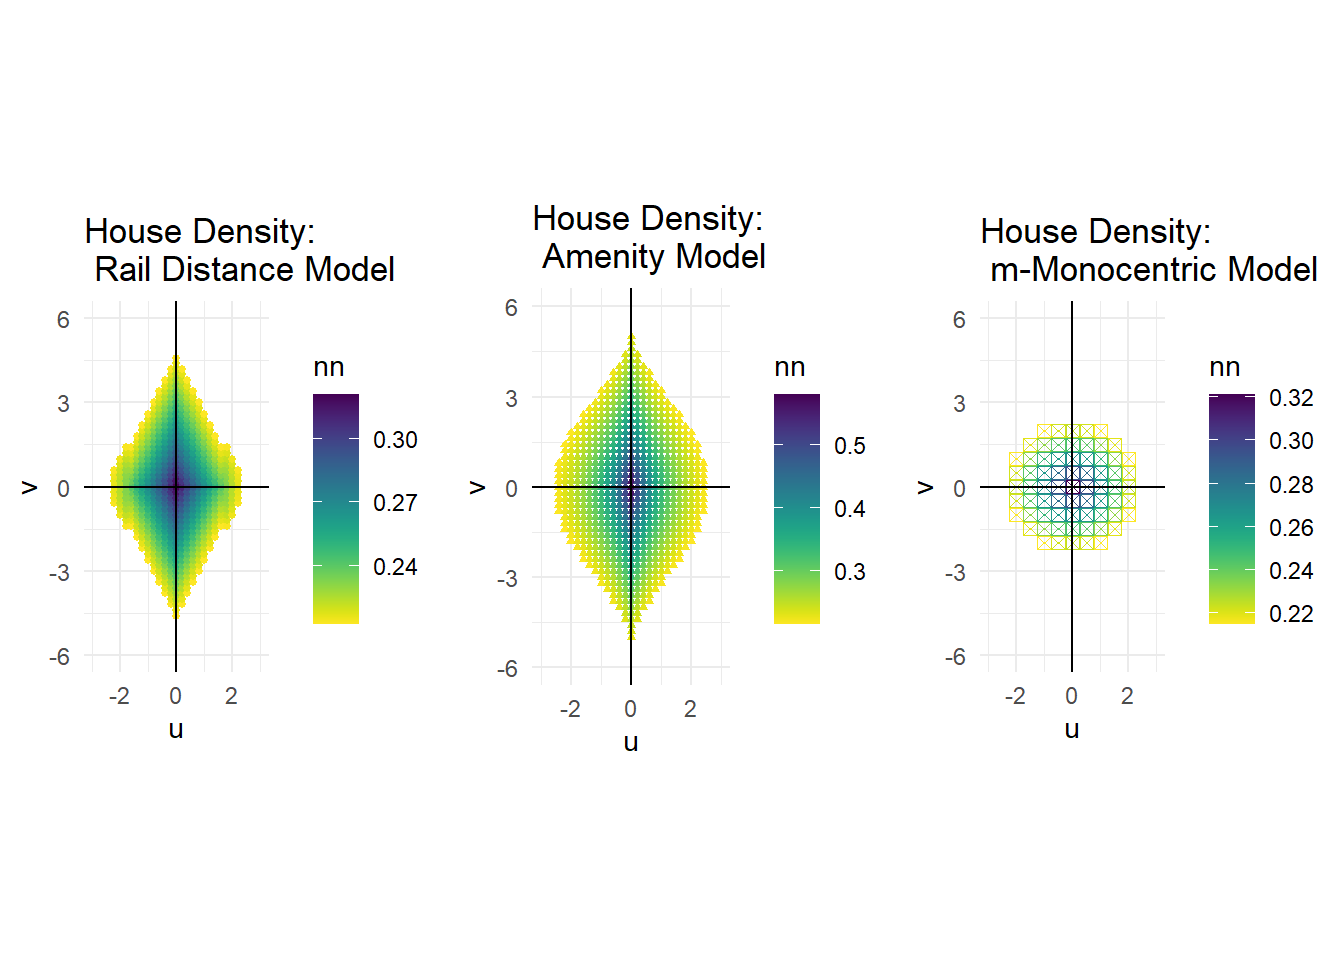 House Density:
Rail Distance Model
6
3
0
-3
-6
v
-2 0 2
u
nn
0.30
0.27
0.24
House Density:
Amenity Model
6
3
0
-3
-6
v
-2 0 2
u
nn
0.5
0.4
0.3
House Density:
m-Monocentric Model
6
3
0
-3
-6
v
-2 0 2
u
nn
0.32
0.30
0.28
0.26
0.24
0.22